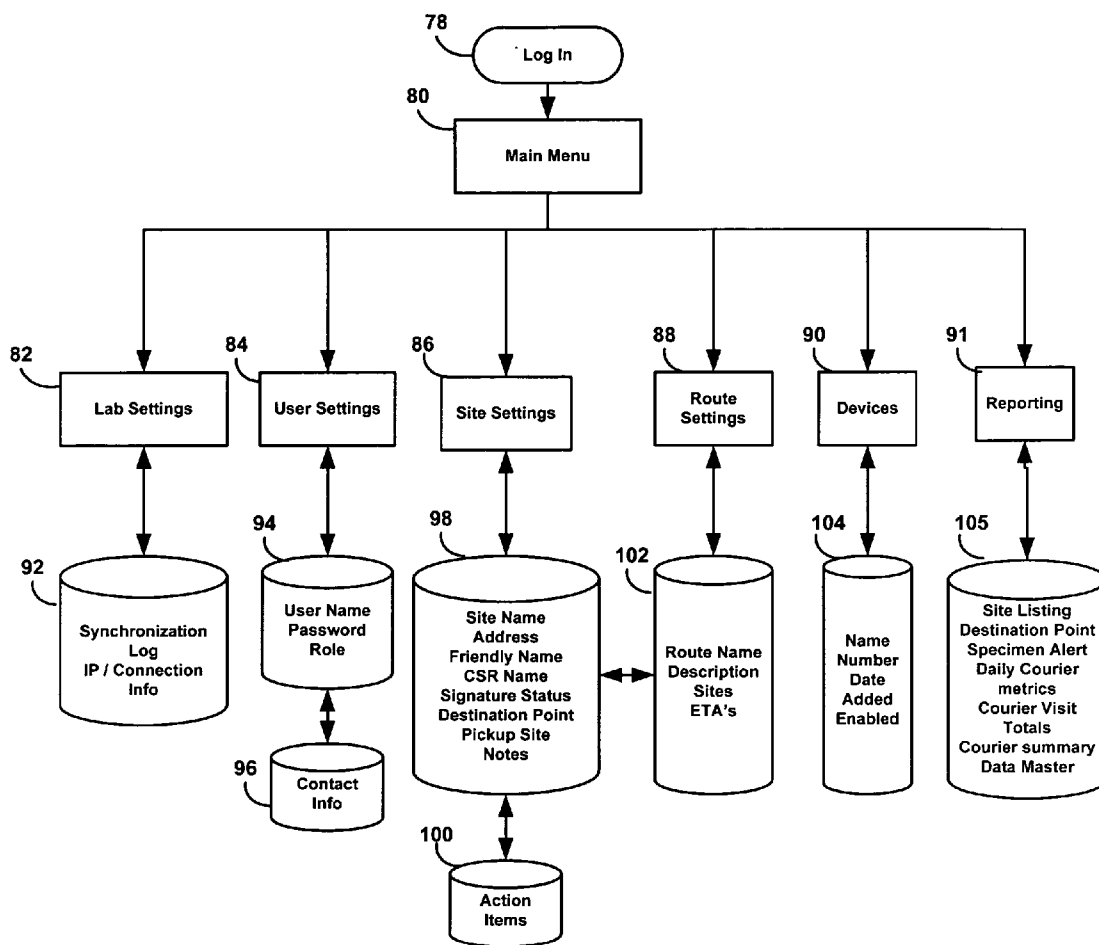 78
Log In
80
Main Menu
82
Lab Settings
84
User Settings
86
Site Settings
88
Route
Settings
90
Devices
91
Reporting
92
Synchronization
Log
IP / Connection
Info
94
User Name
Password
Role
96
Contact
Info
98
Site Name
Address
Friendly Name
CSR Name
Signature Status
Destination Point
Pickup Site
Notes
100
Action
Items
102
Route Name
Description
Sites
ETA's
104
Name
Number
Date
Added
Enabled
105
Site Listing
Destination Point
Specimen Alert
Daily Courier
metrics
Courier Visit
Totals
Courier summary
Data Master